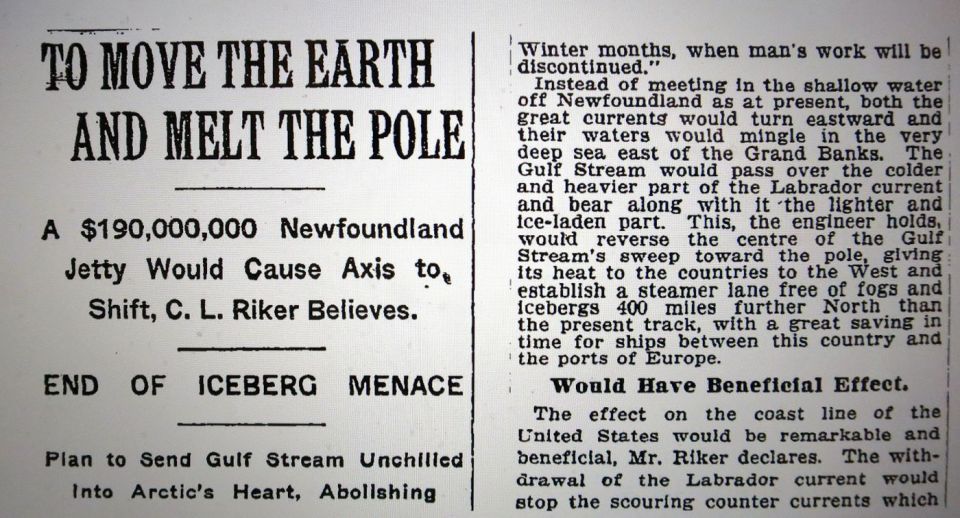 TO MOVE THE EARTH
AND MELT THE POLE
A $190,000,000 Newfoundland
Jetty Would Cause Axis to
Shift, C. L. Riker Believes.
END OF ICEBERG MENACE
Plan to Send Gulf Stream Unchilled
Into Arctic's Heart, Abolishing
Winter months, when man's work will be
discontinued."
Instead of meeting in the shallow water
off Newfoundland as at present, both the
great currents would turn eastward and
their waters would mingle in the very
deep sea east of the Grand Banks. The
Gulf Stream would pass over the colder
and heavier part of the Labrador current
and bear along with it the lighter and
ice-laden part. This, the engineer holds,
would reverse the centre of the Gulf
Stream's sweep toward the pole, giving
its heat to the countries to the West and
establish a steamer lane free of fogs and
icebergs 400 miles further North than
the present track, with a great saving in
time for ships between this country and
the ports of Europe.
Would Have Beneficial Effect.
The effect on the coast line of the
United States would be remarkable and
beneficial, Mr. Riker declares. The with-
drawal of the Labrador current would
stop the scouring counter currents which